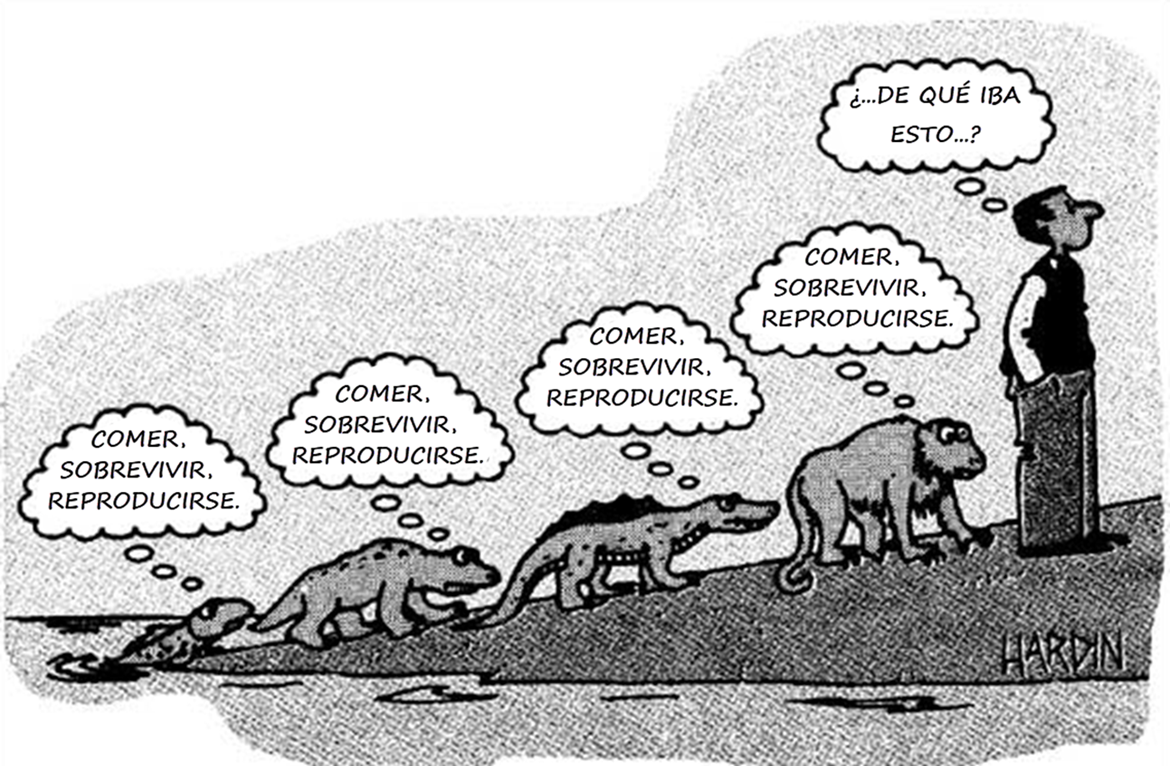 ¿...DE QUÉ IBA
ESTO...?
COMER,
SOBREVIVIR,
REPRODUCIRSE.
COMER,
SOBREVIVIR,
REPRODUCIRSE.
COMER,
SOBREVIVIR,
REPRODUCIRSE.
COMER,
SOBREVIVIR,
REPRODUCIRSE.
HARDIN